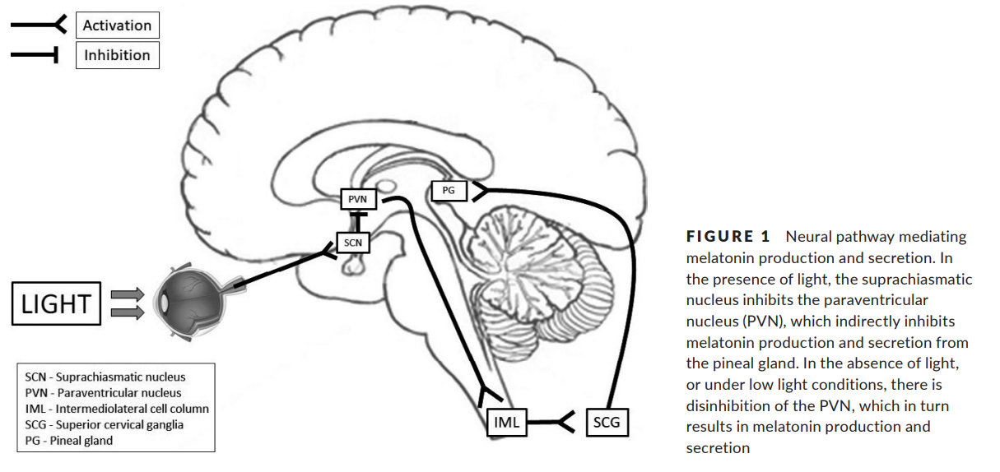 Activation
Inhibition
PVN
PG
SCN
LIGHT
SCN - Suprachiasmatic nucleus
PVN - Paraventricular nucleus
IML - Intermediolateral cell column
SCG - Superior cervical ganglia
PG - Pineal gland
IML
SCG
FIGURE 1 Neural pathway mediating
melatonin production and secretion. In
the presence of light, the suprachiasmatic
nucleus inhibits the paraventricular
nucleus (PVN), which indirectly inhibits
melatonin production and secretion from
the pineal gland. In the absence of light,
or under low light conditions, there is
disinhibition of the PVN, which in turn
results in melatonin production and
secretion